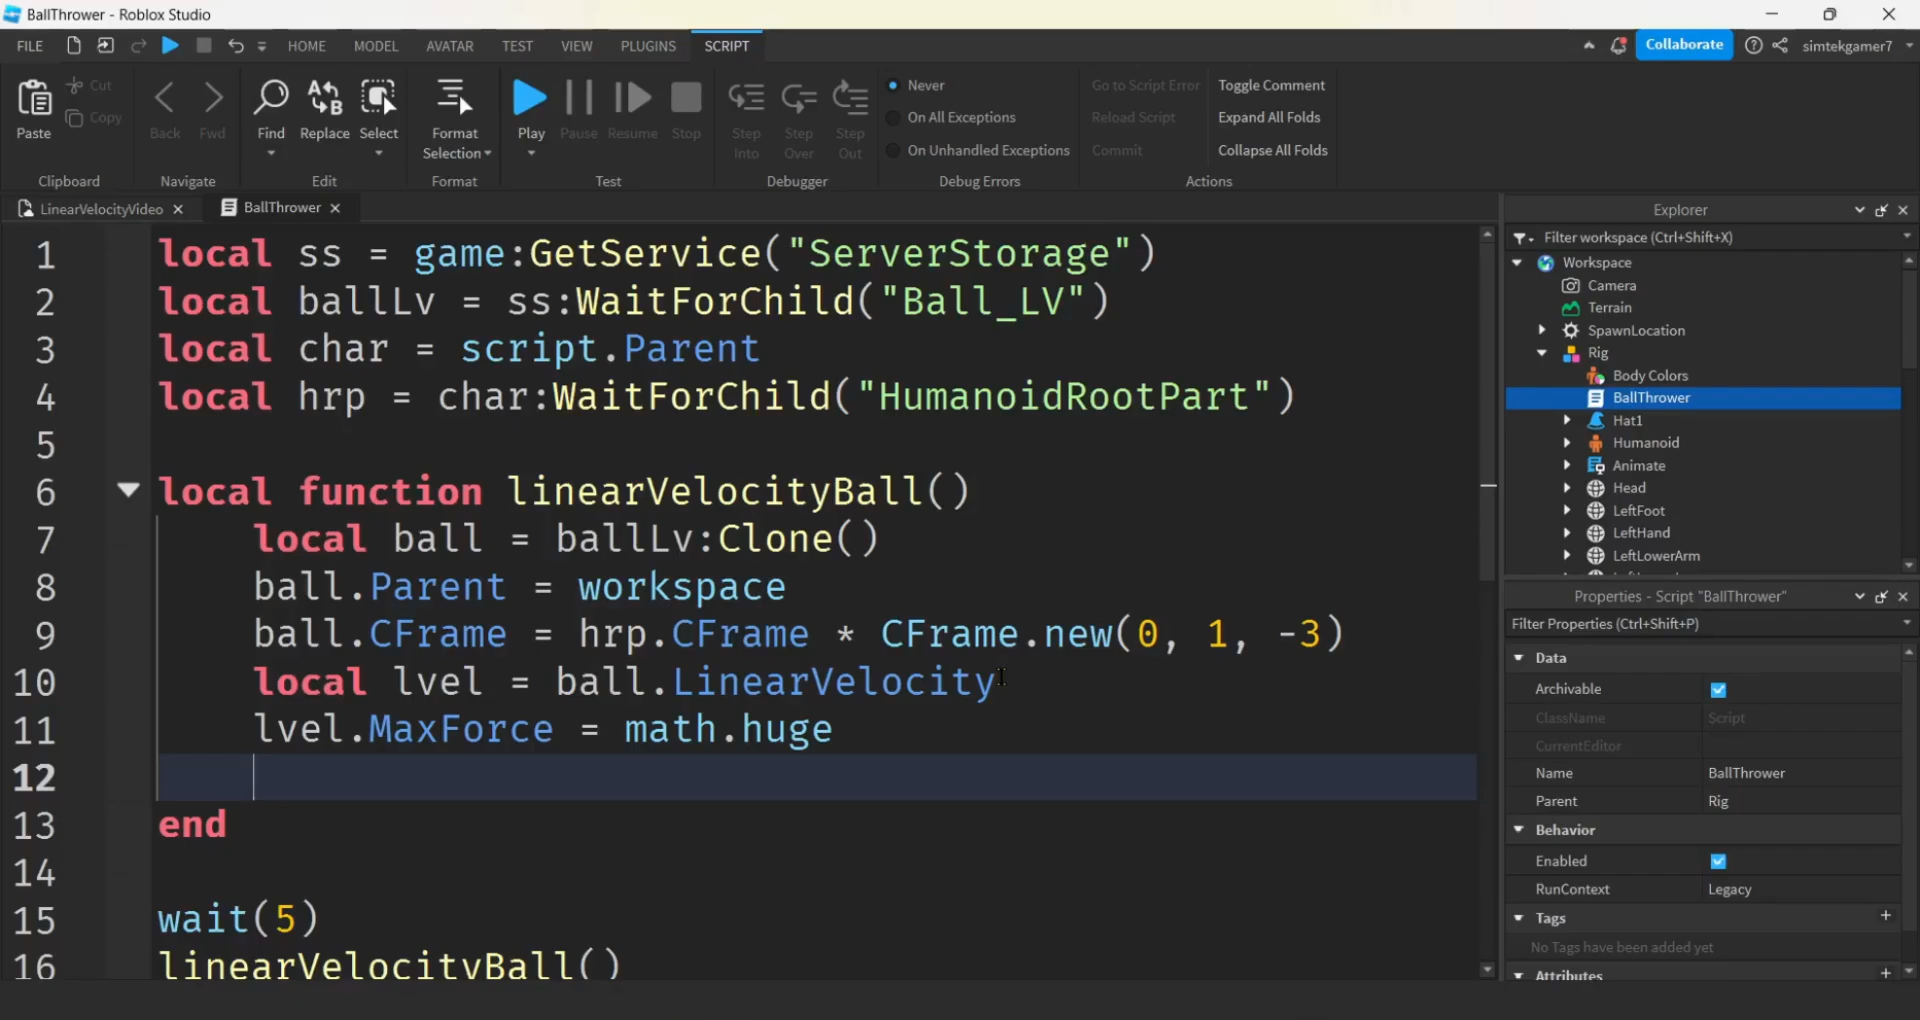 BallThrower - Roblox Studio
FILE HOME MODEL AVATAR TEST VIEW PLUGINS SCRIPT Collaborate simtekgamer7
Paste
Cut
Copy
Back
Fwd
Find
Replace
Select
Format
Selection
Play
Pause
Resume
Stop
Step
Into
Step
Over
Step
Out
Never
On All Exceptions
On Unhandled Exceptions
Go to Script Error
Reload Script
Commit
Toggle Comment
Expand All Folds
Collapse All Folds
Clipboard Navigate Edit Format Test Debugger Debug Errors Actions
LinearVelocityVideo BallThrower
1 local ss = game:GetService("ServerStorage")
2 local ballLv = ss:WaitForChild("Ball_LV")
3 local char = script.Parent
4 local hrp = char:WaitForChild("HumanoidRootPart")
5
6 local function linearVelocityBall()
7 local ball = ballLv:Clone()
8 ball.Parent = workspace
9 ball.CFrame = hrp.CFrame * CFrame.new(0, 1, -3)
10 local lvel = ball.LinearVelocity
11 lvel.MaxForce = math.huge
12
13 end
14
15 wait(5)
16 linearVelocityBall()
Explorer
Filter workspace (Ctrl+Shift+X)
Workspace
Camera
Terrain
SpawnLocation
Rig
Body Colors
BallThrower
Hat1
Humanoid
Animate
Head
LeftFoot
LeftHand
LeftLowerArm
Properties - Script "BallThrower"
Filter Properties (Ctrl+Shift+P)
Data
Archivable
ClassName Script
CurrentEditor
Name BallThrower
Parent Rig
Behavior
Enabled
RunContext Legacy
Tags +
No Tags have been added yet
Attributes +